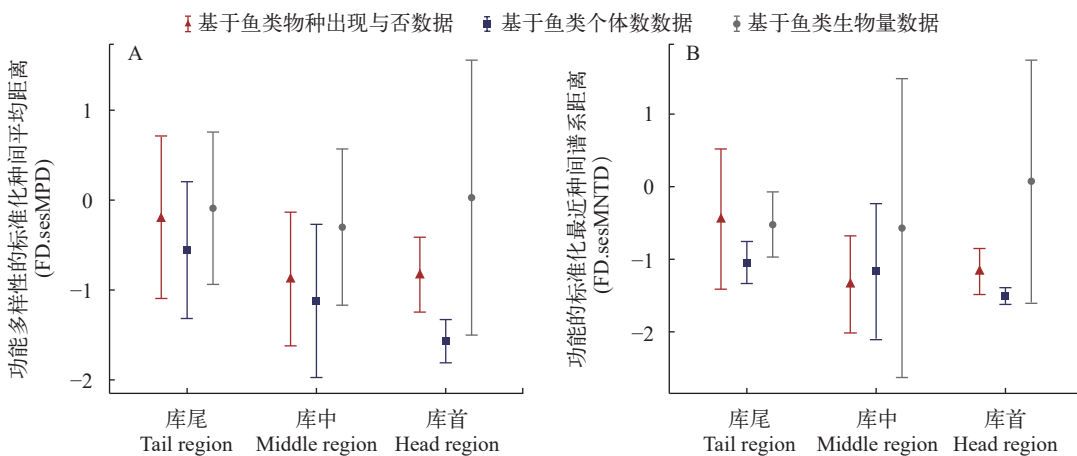 基于鱼类物种出现与否数据 基于鱼类个体数数据 基于鱼类生物量数据
A
功能多样性的标准化种间平均距离
(FD.sesMPD)
1
0
−1
−2
库尾 库中 库首
Tail region Middle region Head region
B
功能的标准化最近种间谱系距离
(FD.sesMNTD)
1
0
−1
−2
库尾 库中 库首
Tail region Middle region Head region